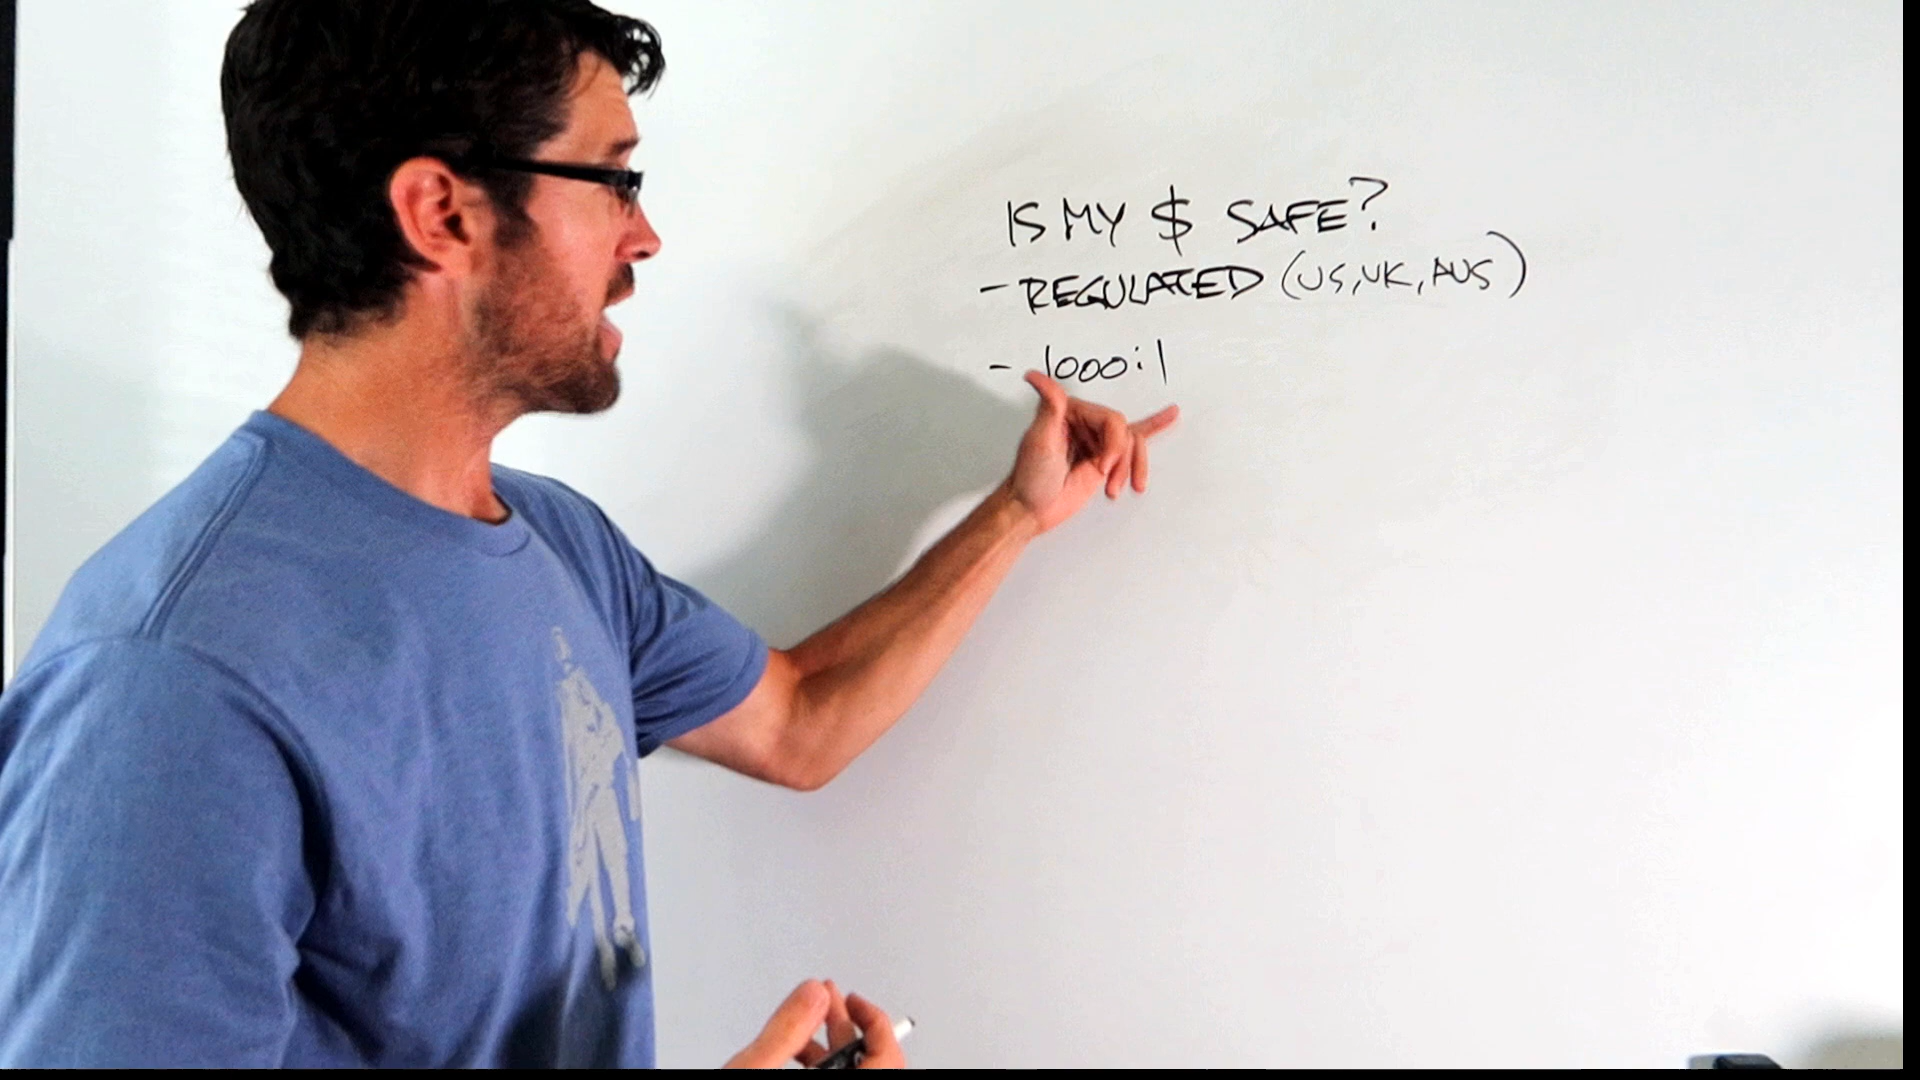 IS MY $ SAFE?
- REGULATED (US, UK, AUS)
- 1000:1